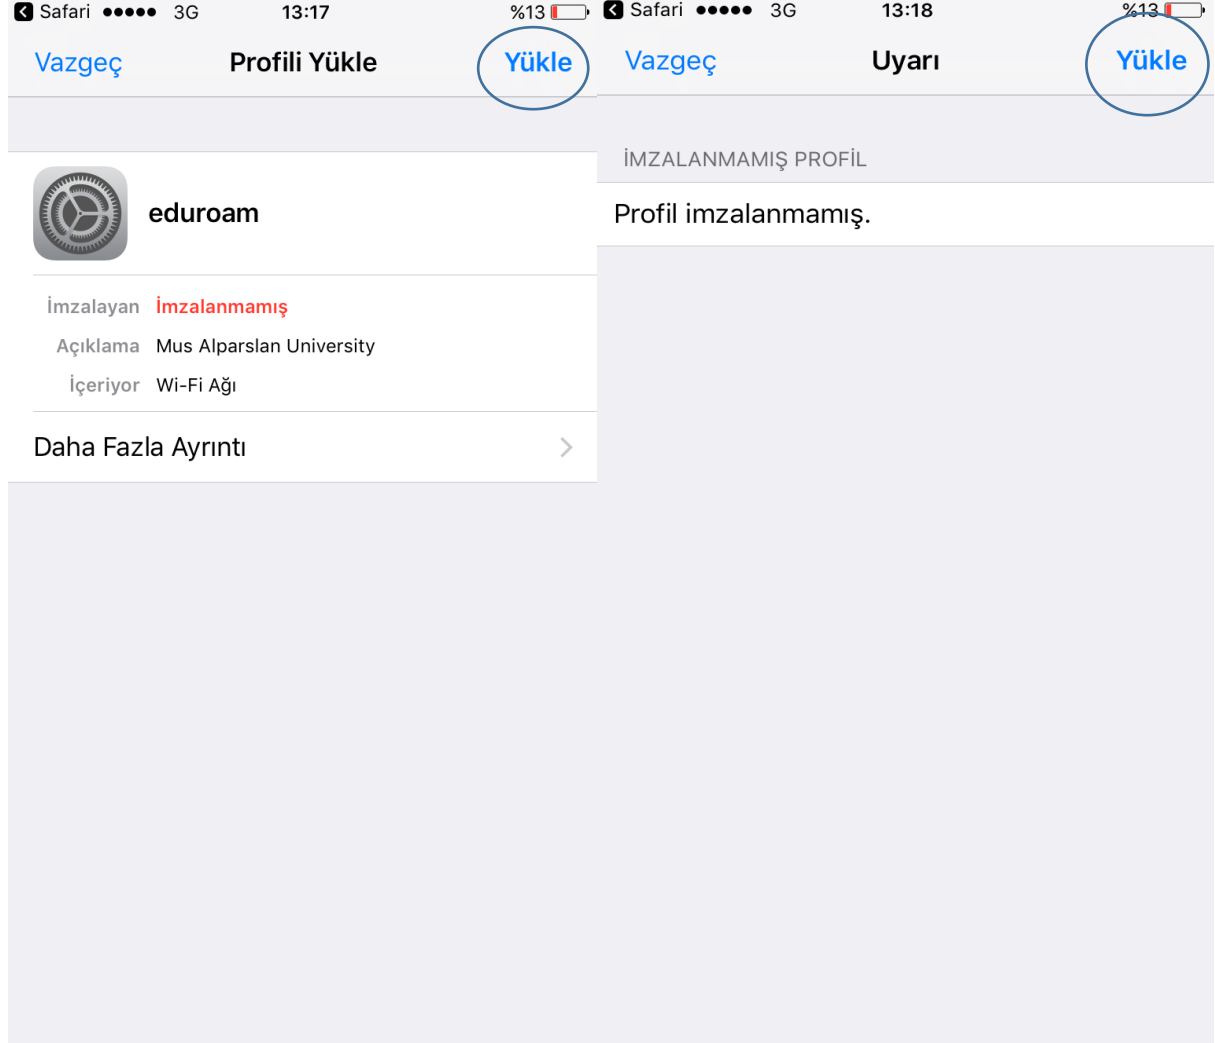 Safari 3G 13:17 %13
Vazgeç Profili Yükle Yükle
eduroam
İmzalayan İmzalanmamış
Açıklama Mus Alparslan University
İçeriyor Wi-Fi Ağı
Daha Fazla Ayrıntı
Safari 3G 13:18 %13
Vazgeç Uyarı Yükle
İMZALANMAMIŞ PROFİL
Profil imzalanmamış.